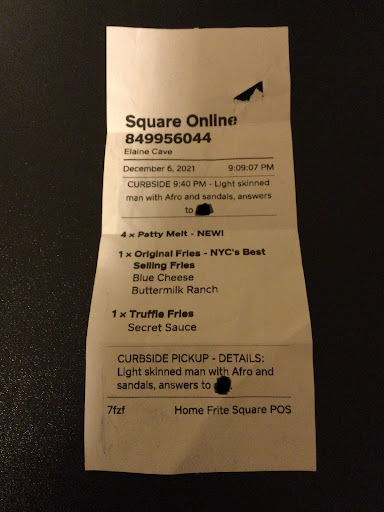 Square Online
849956044
Elaine Cave
December 6, 2021 9:09:07 PM
CURBSIDE 9:40 PM - Light skinned
man with Afro and sandals, answers
to
4 x Patty Melt - NEW!
1 x Original Fries - NYC's Best
Selling Fries
Blue Cheese
Buttermilk Ranch
1 x Truffle Fries
Secret Sauce
CURBSIDE PICKUP - DETAILS:
Light skinned man with Afro and
sandals, answers to .
7fzf Home Frite Square POS